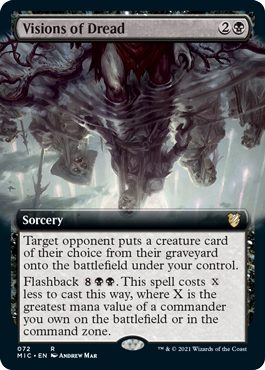 Visions of Dread 2
Sorcery
Target opponent puts a creature card
of their choice from their graveyard
onto the battlefield under your control.
Flashback 8. This spell costs X
less to cast this way, where X is the
greatest mana value of a commander
you own on the battlefield or in the
command zone.
072 R
MIC • EN ANDREW MAR ™ & © 2021 Wizards of the Coast